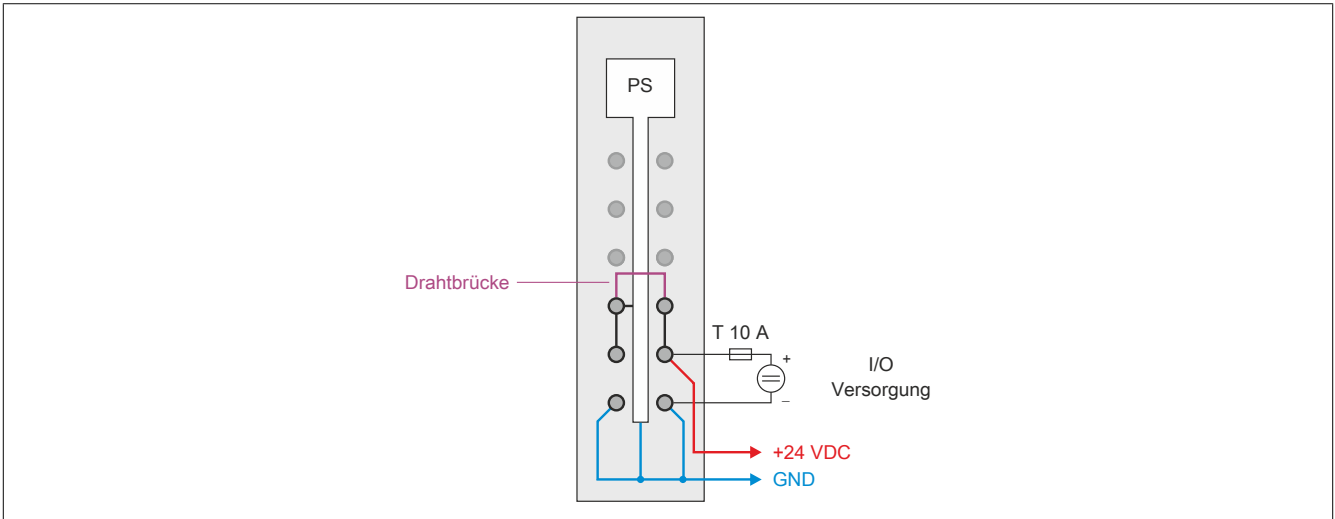 PS
Drahtbrücke
T 10 A
+
I/O
Versorgung
–
+24 VDC
GND